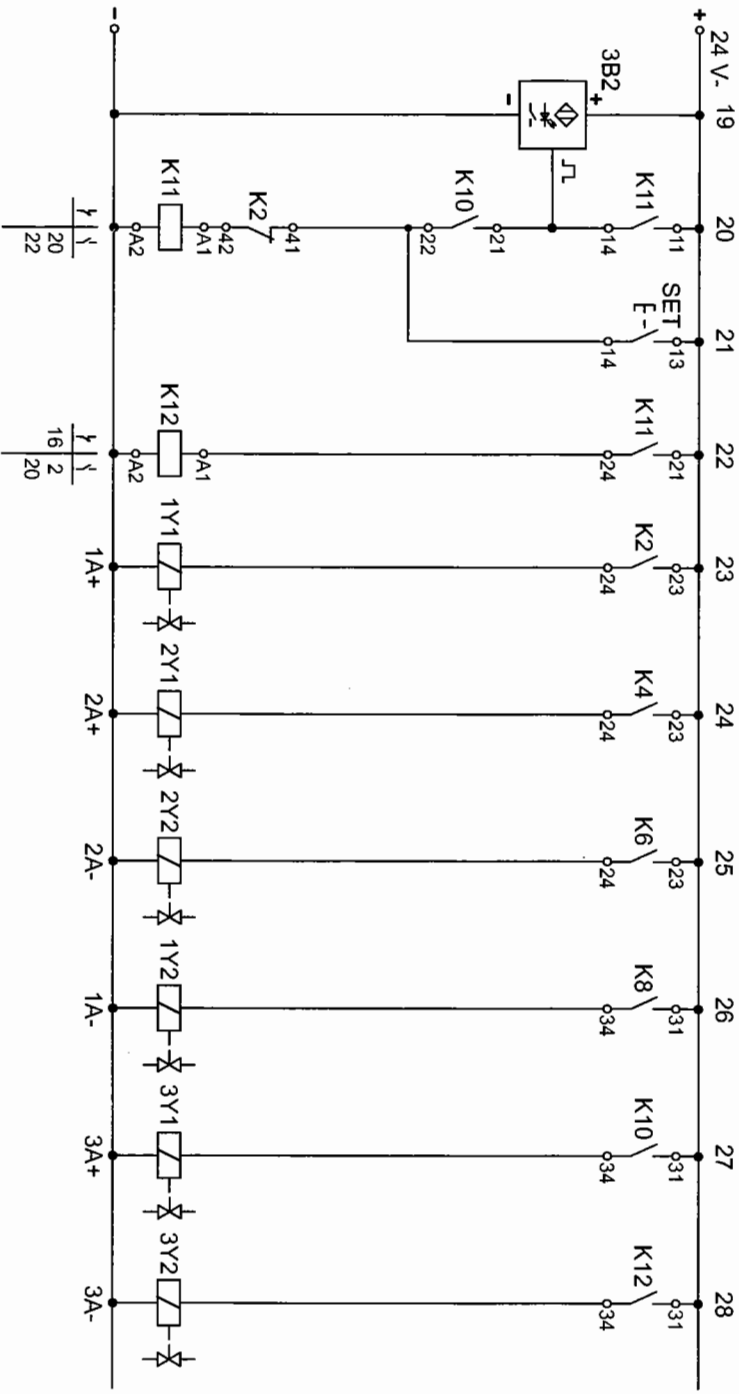 24 V- 19 20 21 22 23 24 25 26 27 28
+
11 13 21 23 23 23 31 31 31
K11 SET K11 K2 K4 K6 K8 K10 K12
14 14 24 24 24 24 34 34 34
3B2
+
-
21
K10
22
41
K2
42
A1 A1
K11 K12 1Y1 2Y1 2Y2 1Y2 3Y1 3Y2
A2 A2
-
1A+ 2A+ 2A- 1A- 3A+ 3A-
20 16 2
22 20